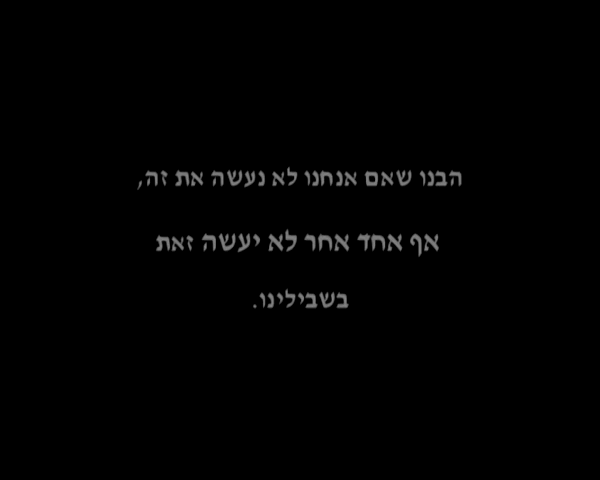 הבנו שאם אנחנו לא נעשה את זה,
אף אחד אחר לא יעשה זאת
בשבילינו.